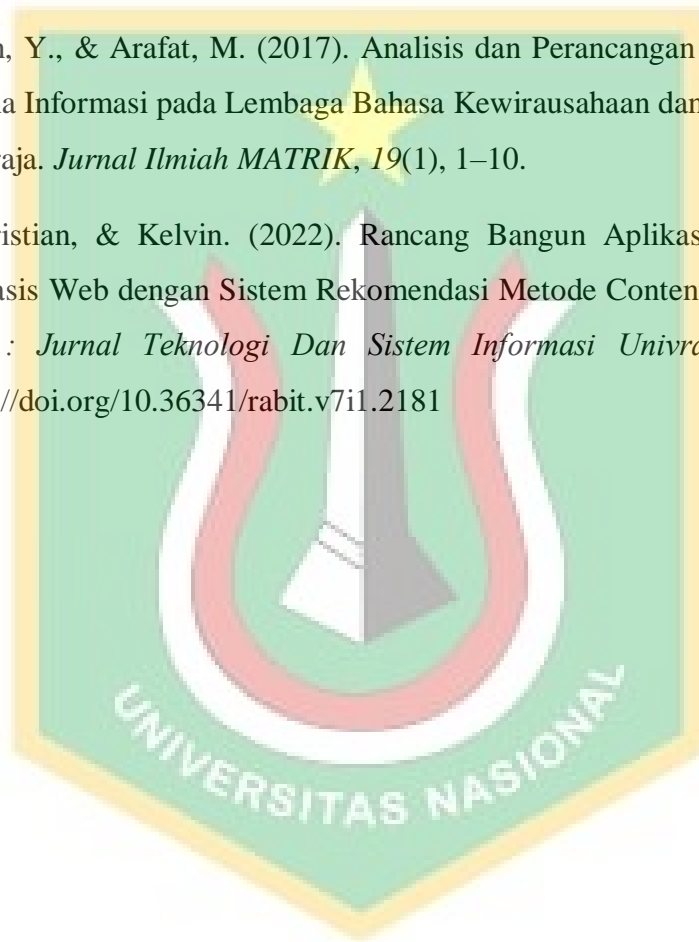 n, Y., & Arafat, M. (2017). Analisis dan Perancangan
a Informasi pada Lembaga Bahasa Kewirausahaan dan
raja. Jurnal Ilmiah MATRIK, 19(1), 1–10.
istian, & Kelvin. (2022). Rancang Bangun Aplikas
asis Web dengan Sistem Rekomendasi Metode Conten
: Jurnal Teknologi Dan Sistem Informasi Univra
//doi.org/10.36341/rabit.v7i1.2181
UNIVERSITAS NASIONAL